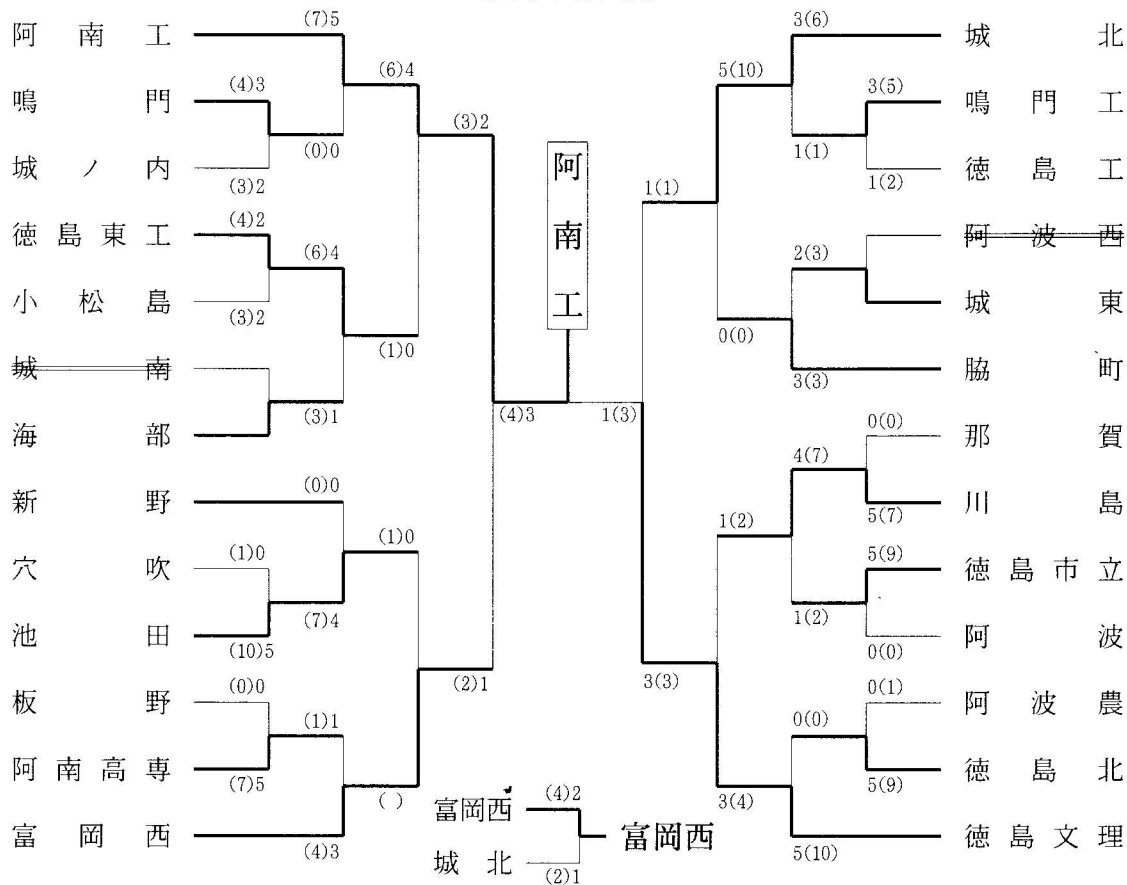 (7)5
3(6)
阿南工
城北
(6)4
5(10)
(4)3
3(5)
鳴門
鳴門工
(3)2
(0)0
1(1)
城ノ内
徳島工
(3)2
1(2)
阿南工
1(1)
(4)2
徳島東工
阿波西
(6)4
2(3)
小松島
城東
(3)2
(1)0
0(0)
城南
脇町
3(3)
(3)1
(4)3
1(3)
0(0)
海部
那賀
4(7)
(0)0
新野
川島
5(7)
(1)0
1(2)
(1)0
5(9)
穴吹
徳島市立
(7)4
1(2)
池田
阿波
(10)5
0(0)
(2)1
3(3)
(0)0
0(1)
板野
阿波農
(1)1
0(0)
阿南高専
徳島北
(7)5
5(9)
( )
3(4)
富岡西
(4)2
富岡西
富岡西
徳島文理
(4)3
5(10)
城北
(2)1